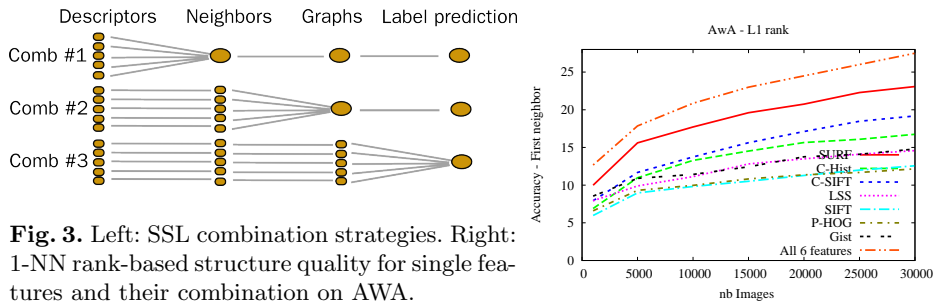 Descriptors Neighbors Graphs Label prediction
Comb #1
Comb #2
Comb #3
Fig. 3. Left: SSL combination strategies. Right:
1-NN rank-based structure quality for single fea-
tures and their combination on AWA.
AwA - L1 rank
Accuracy - First neighbor
25
20
15
10
5
0
0 5000 10000 15000 20000 25000 30000
nb Images
SURF
C-Hist
C-SIFT
LSS
SIFT
P-HOG
Gist
All 6 features